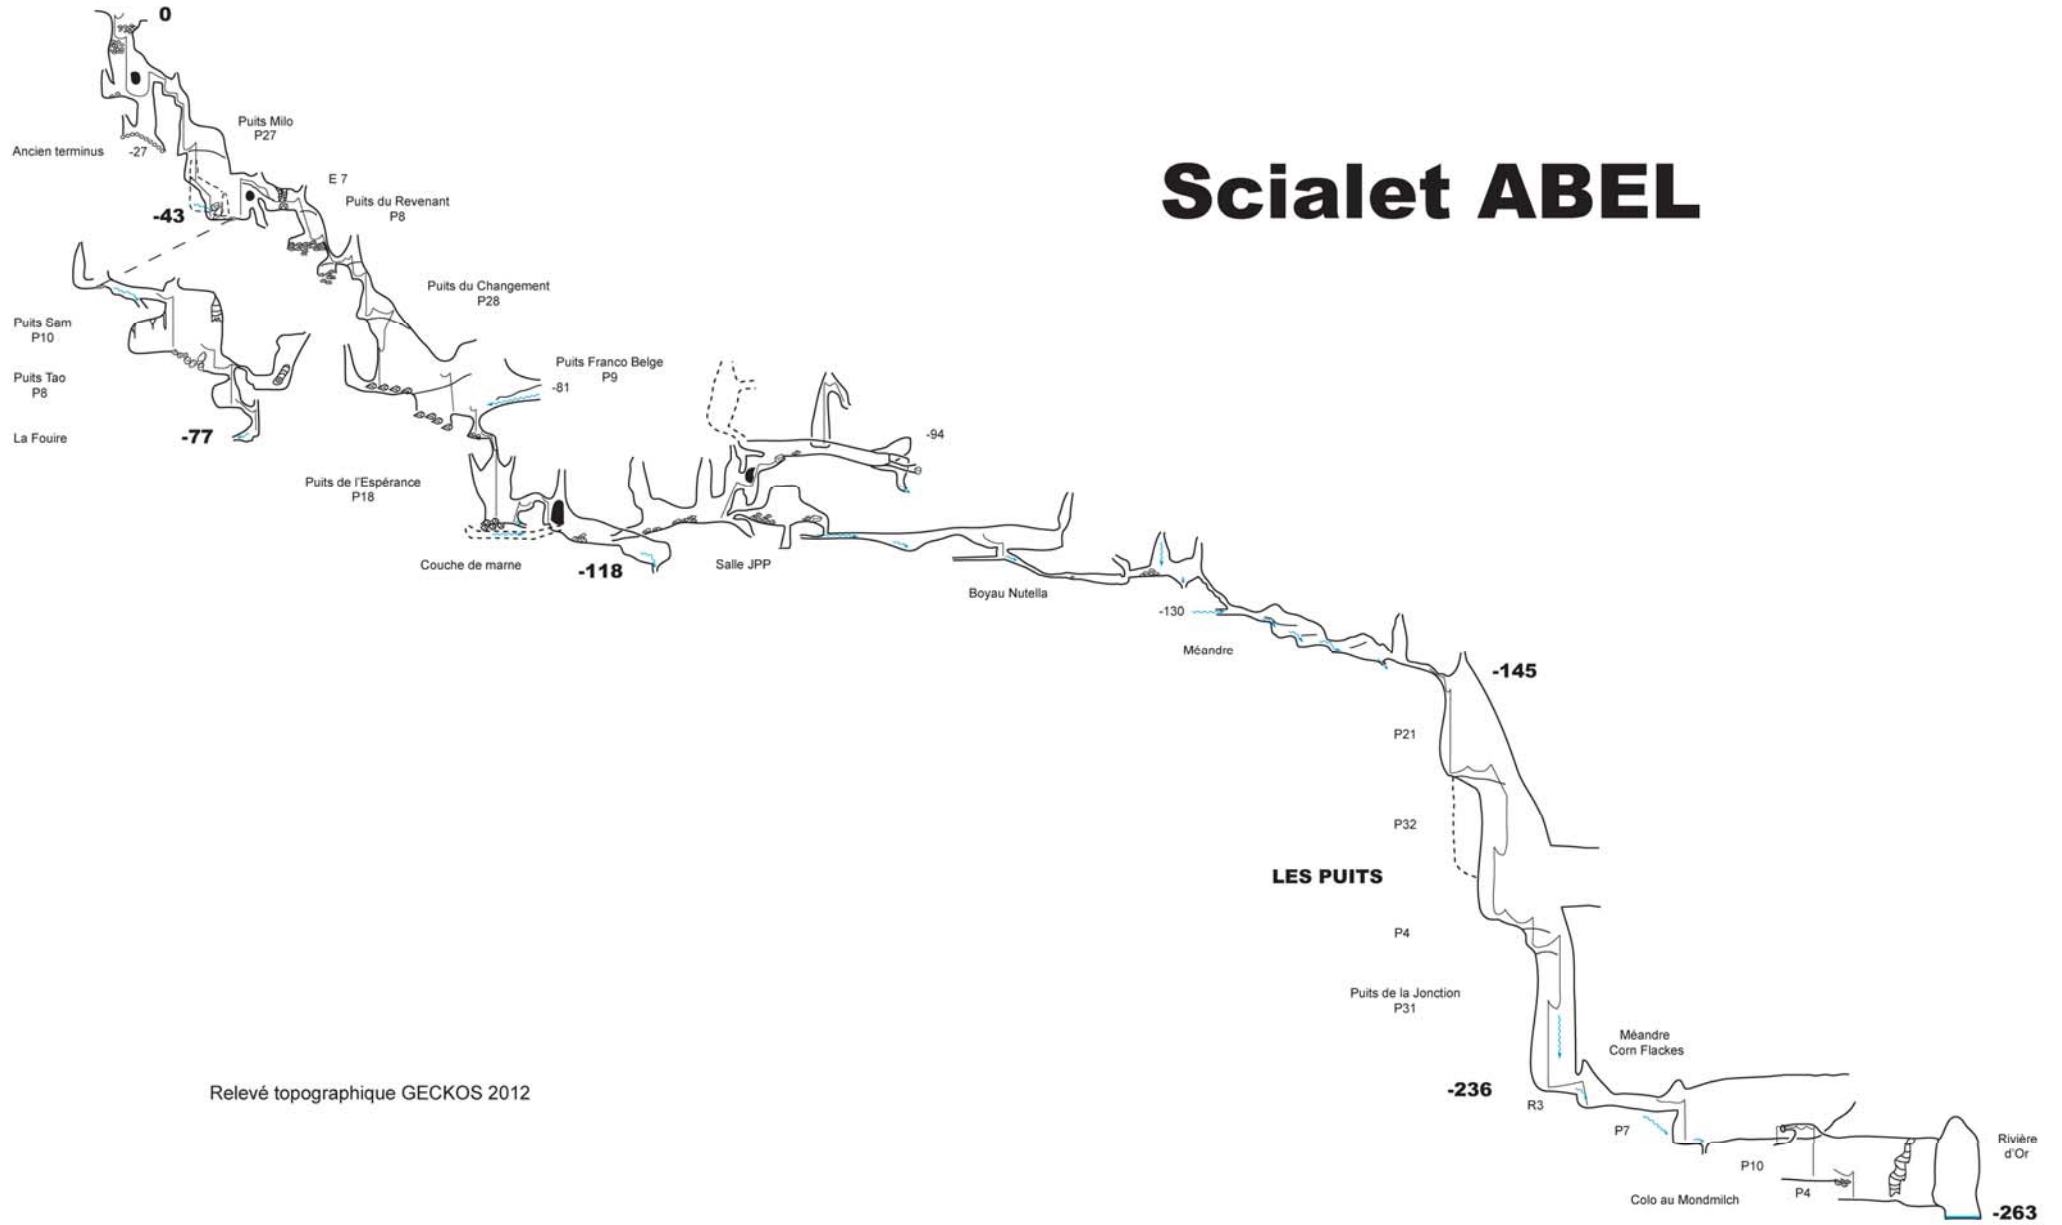 0
Scialet ABEL
Puits Milo
P27
Ancien terminus
-27
E 7
Puits du Revenant
P8
-43
Puits du Changement
P28
Puits Sam
P10
Puits Franco Belge
P9
-81
Puits Tao
P8
La Fouire
-77
-94
Puits de l'Espérance
P18
Couche de marne
-118
Salle JPP
Boyau Nutella
-130
Méandre
-145
P21
P32
LES PUITS
P4
Puits de la Jonction
P31
Méandre
Corn Flackes
Relevé topographique GECKOS 2012
-236
R3
P7
Rivière
d'Or
P10
P4
Colo au Mondmilch
-263